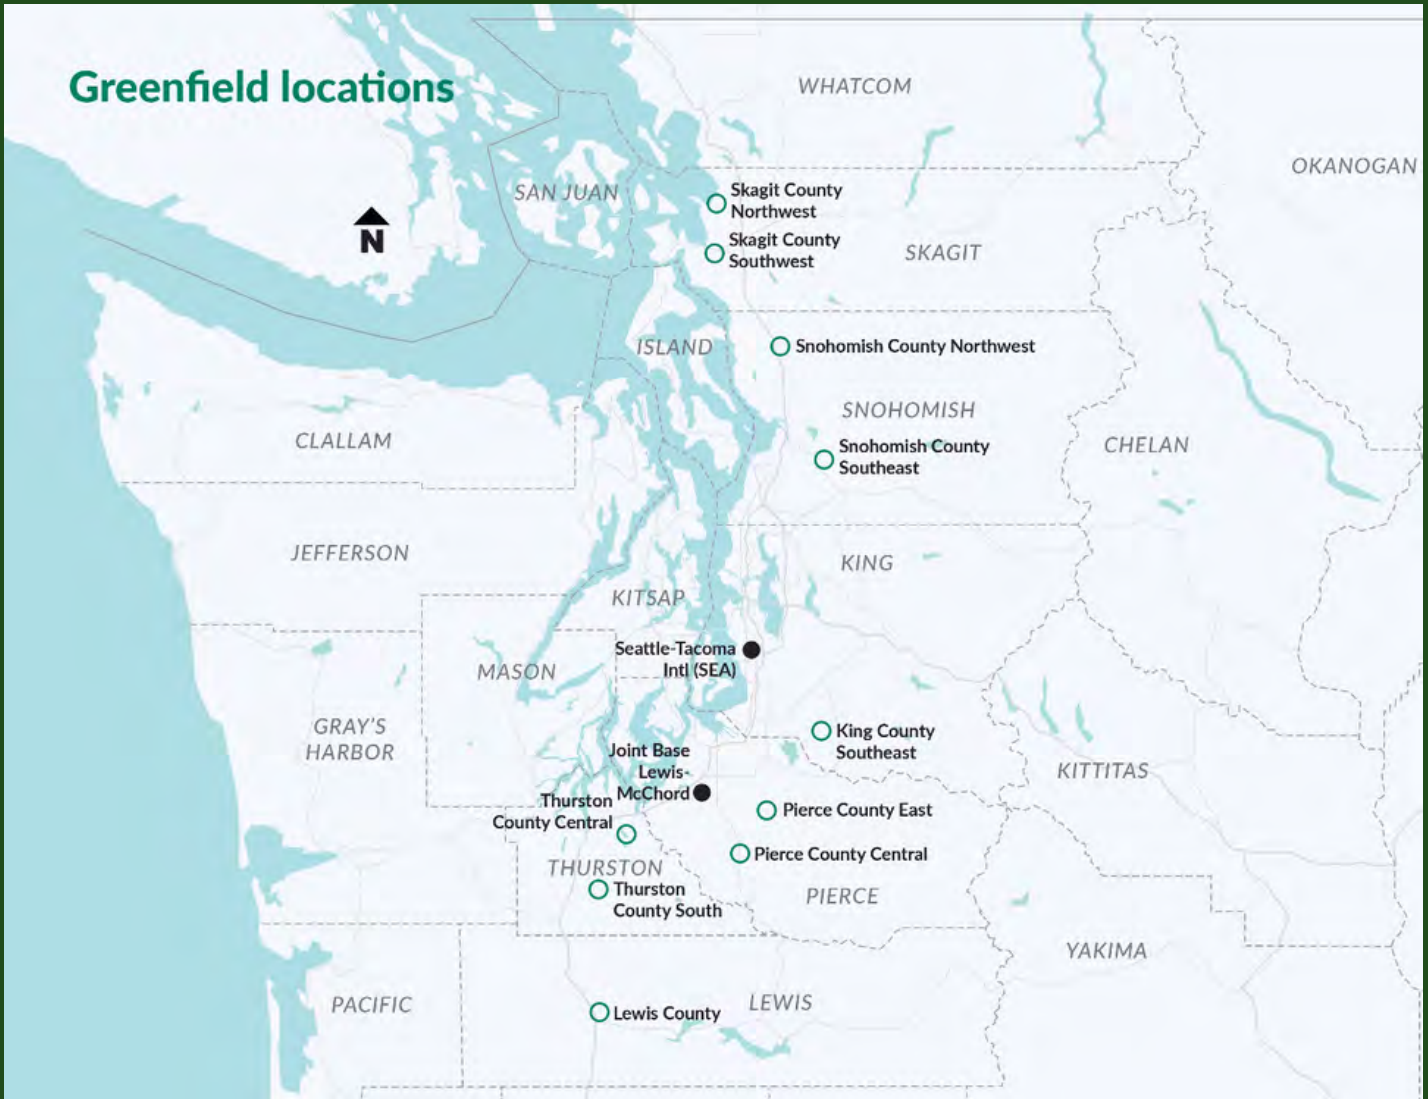 Greenfield locations
WHATCOM
OKANOGAN
SAN JUAN
Skagit County
Northwest
N
Skagit County
Southwest
SKAGIT
ISLAND
Snohomish County Northwest
SNOHOMISH
CLALLAM
CHELAN
Snohomish County
Southeast
JEFFERSON
KING
KITSAP
Seattle-Tacoma
Intl (SEA)
MASON
GRAY'S
HARBOR
King County
Southeast
Joint Base
Lewis-
McChord
KITTITAS
Thurston
County Central
Pierce County East
Pierce County Central
THURSTON
Thurston
County South
PIERCE
YAKIMA
PACIFIC
LEWIS
Lewis County